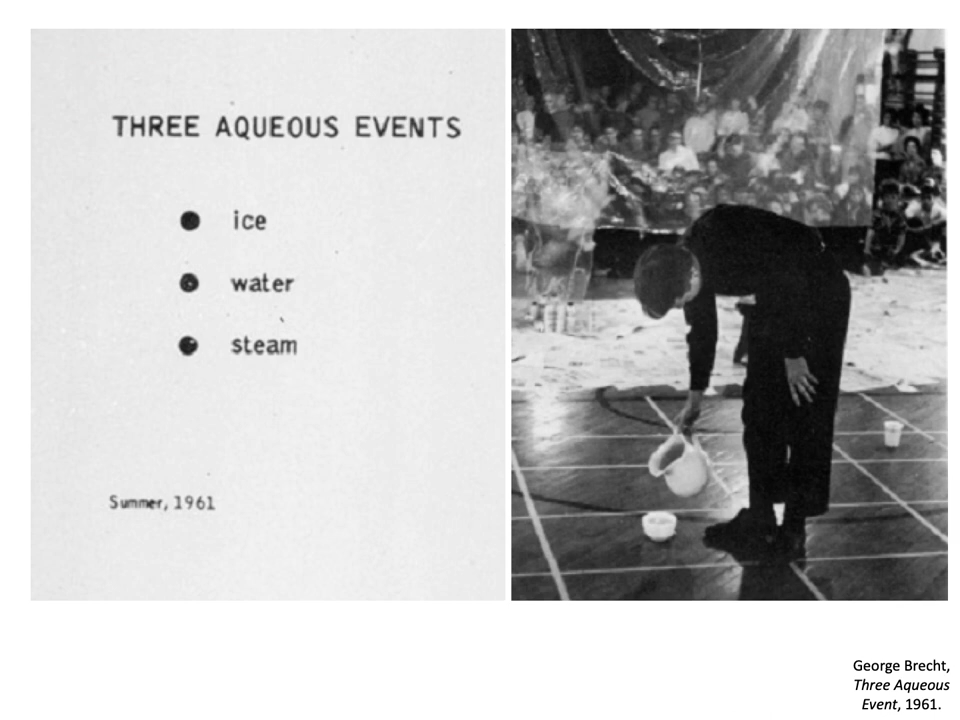 THREE AQUEOUS EVENTS
ice
water
steam
Summer, 1961
George Brecht,
Three Aqueous
Event, 1961.